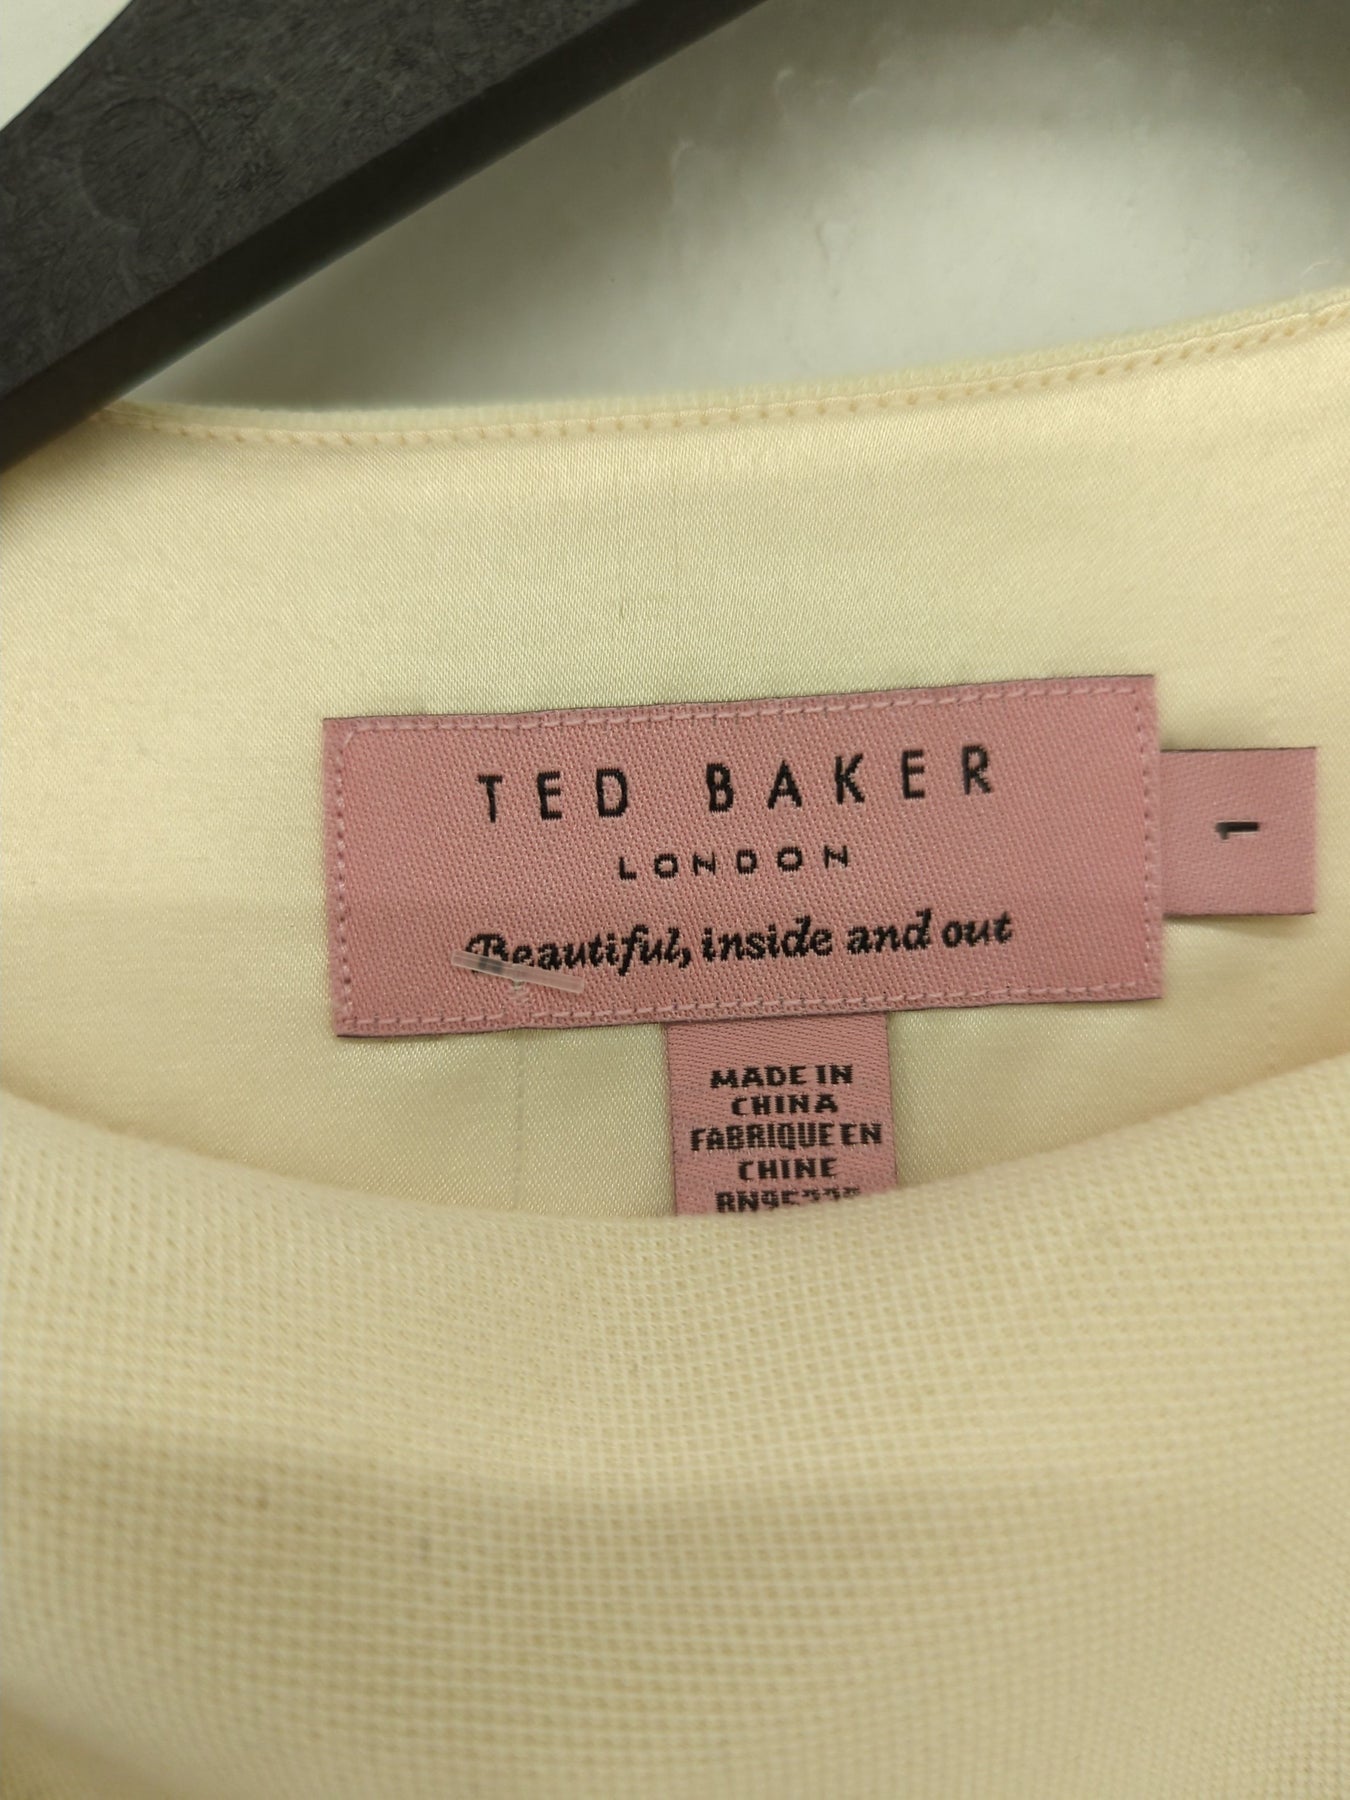 TED BAKER
LONDON
Beautiful, inside and out
1
MADE IN
CHINA
FABRIQUE EN
CHINE